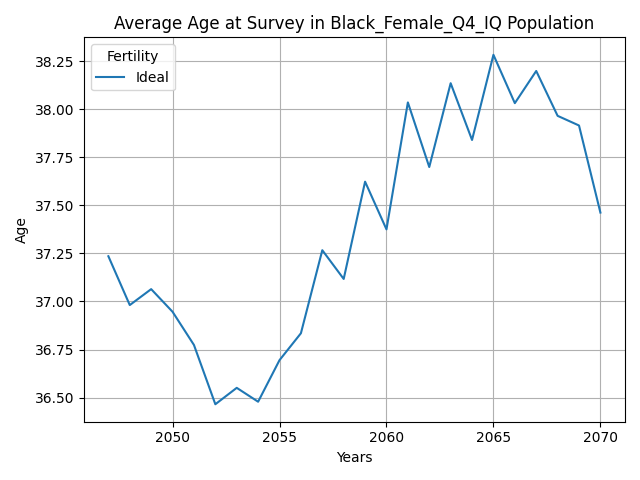 Average Age at Survey in Black_Female_Q4_IQ Population
Fertility
Ideal
Age
38.25
38.00
37.75
37.50
37.25
37.00
36.75
36.50
2050
2055
2060
2065
2070
Years